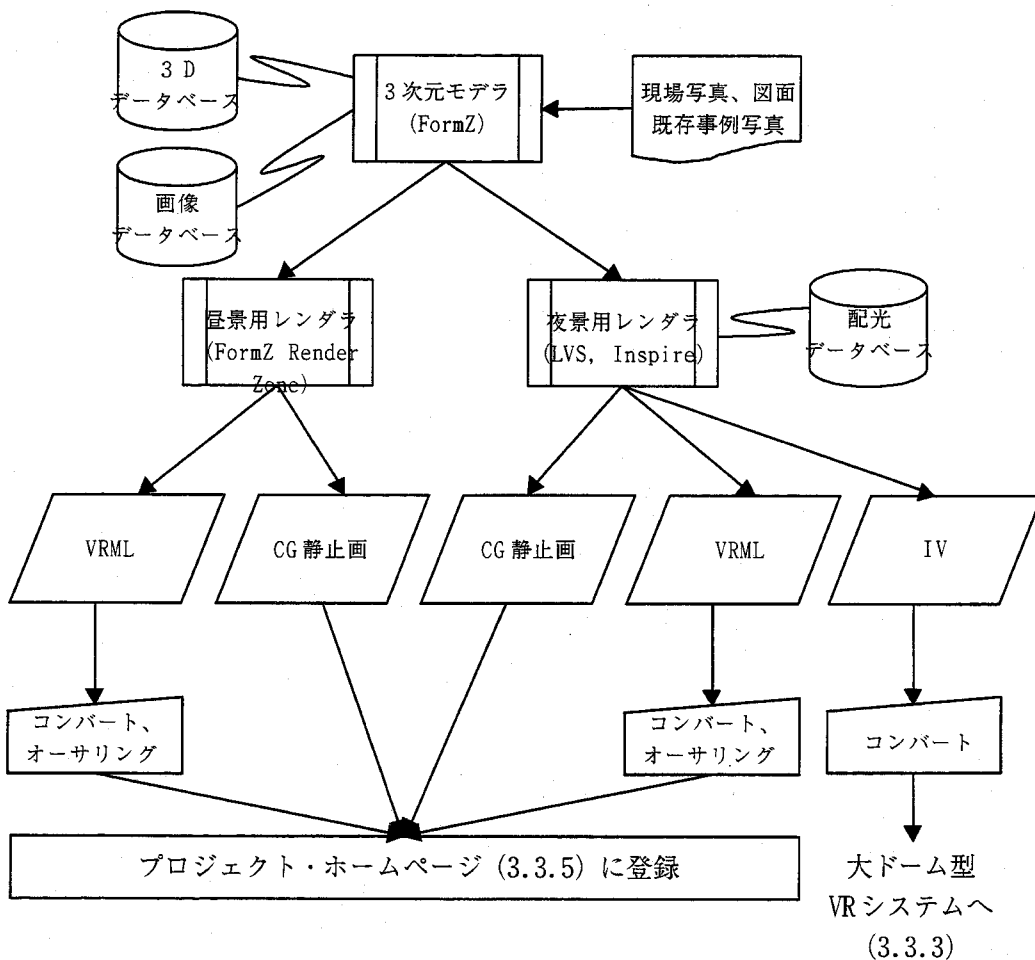 3D
データベース
画像
データベース
3次元モデラ
(FormZ)
現場写真、図面
既存事例写真
昼景用レンダラ
(FormZ Render
Zone)
夜景用レンダラ
(LVS, Inspire)
配光
データベース
VRML
CG静止画
CG静止画
VRML
IV
コンバート、
オーサリング
コンバート、
オーサリング
コンバート
プロジェクト・ホームページ (3.3.5) に登録
大ドーム型
VRシステムへ
(3.3.3)